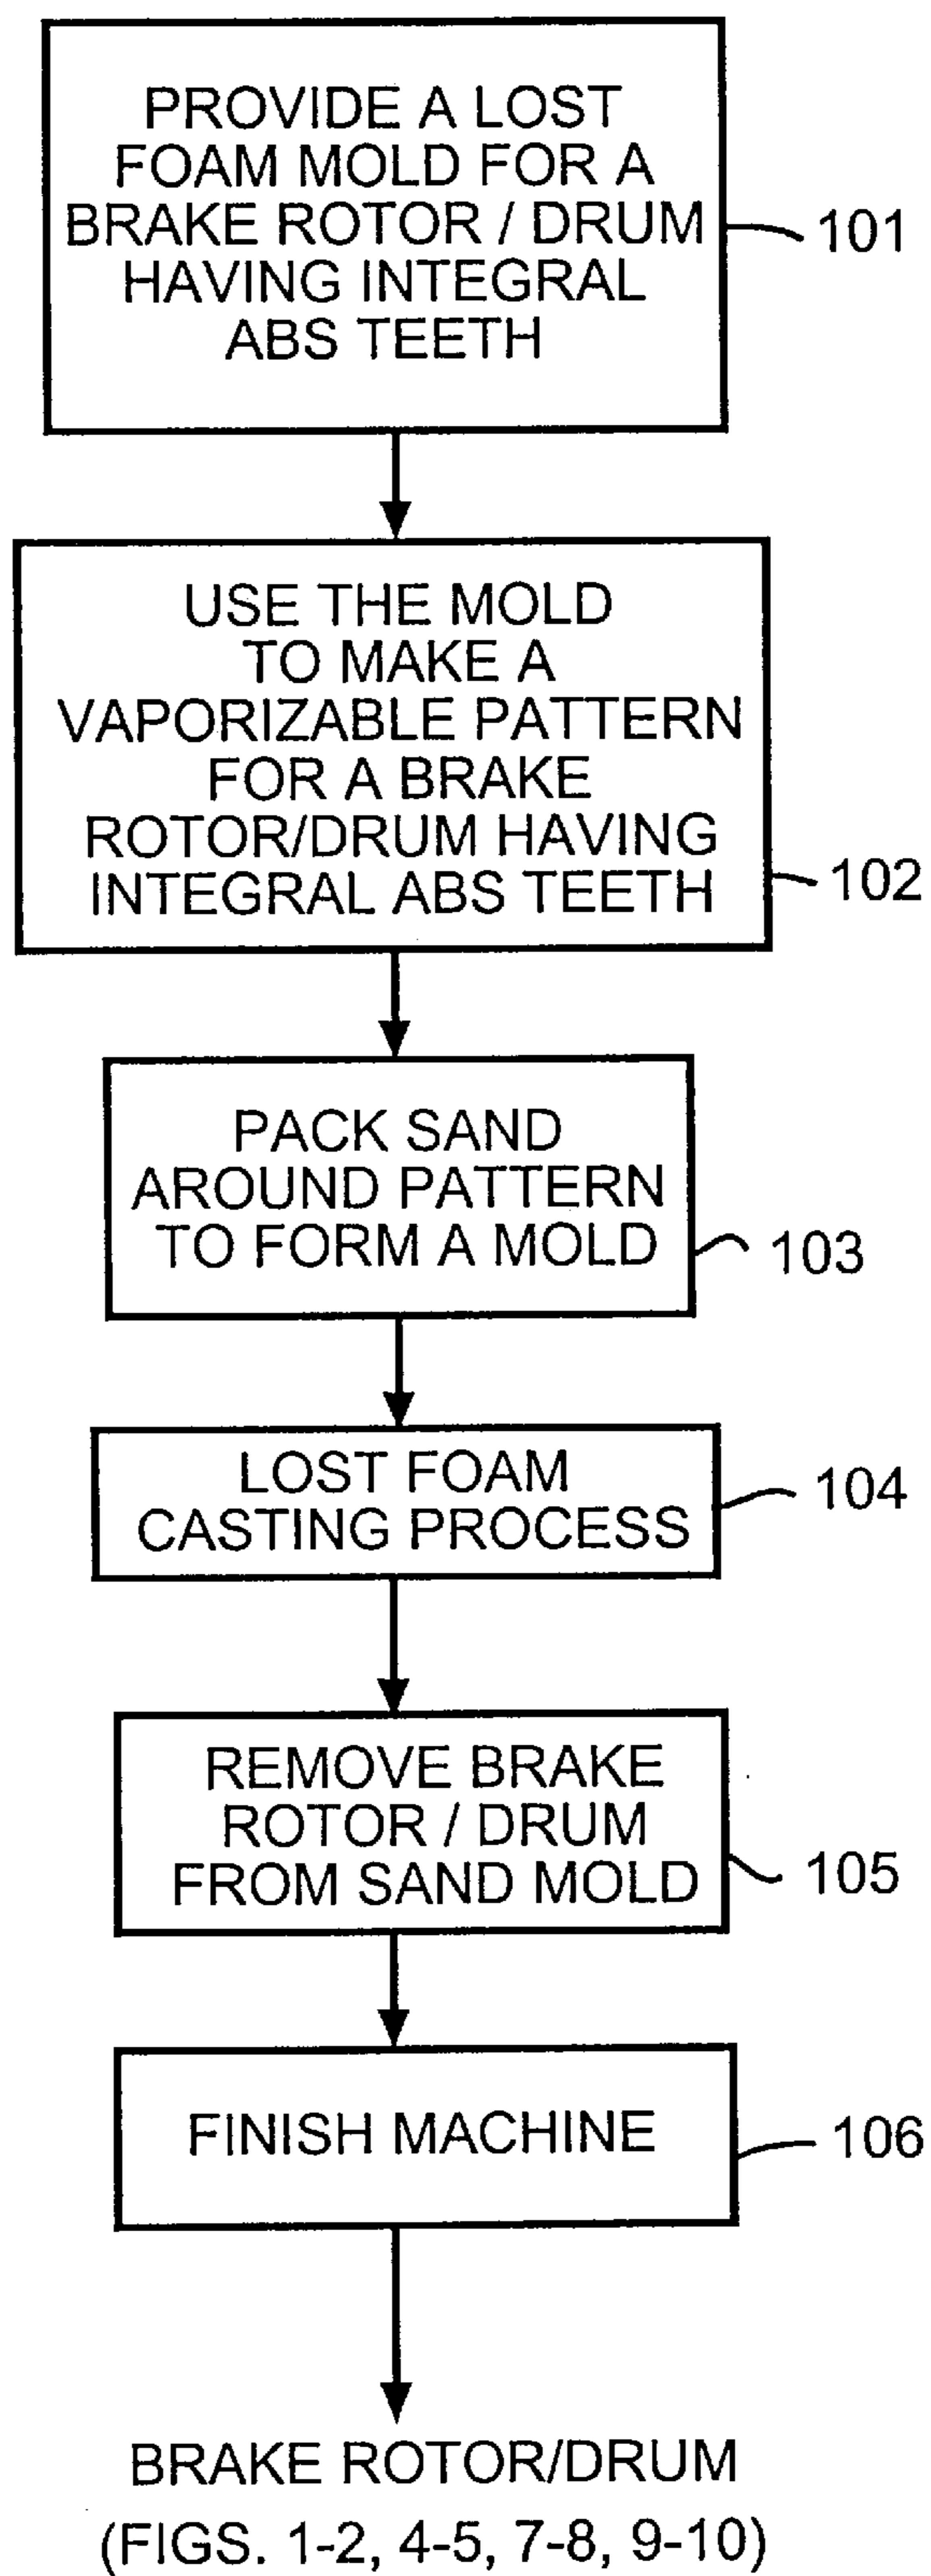 PROVIDE A LOST
FOAM MOLD FOR A
BRAKE ROTOR / DRUM
HAVING INTEGRAL
ABS TEETH
101
USE THE MOLD
TO MAKE A
VAPORIZABLE PATTERN
FOR A BRAKE
ROTOR/DRUM HAVING
INTEGRAL ABS TEETH
102
PACK SAND
AROUND PATTERN
TO FORM A MOLD
103
LOST FOAM
CASTING PROCESS
104
REMOVE BRAKE
ROTOR / DRUM
FROM SAND MOLD
105
FINISH MACHINE
106
BRAKE ROTOR/DRUM
(FIGS. 1-2, 4-5, 7-8, 9-10)